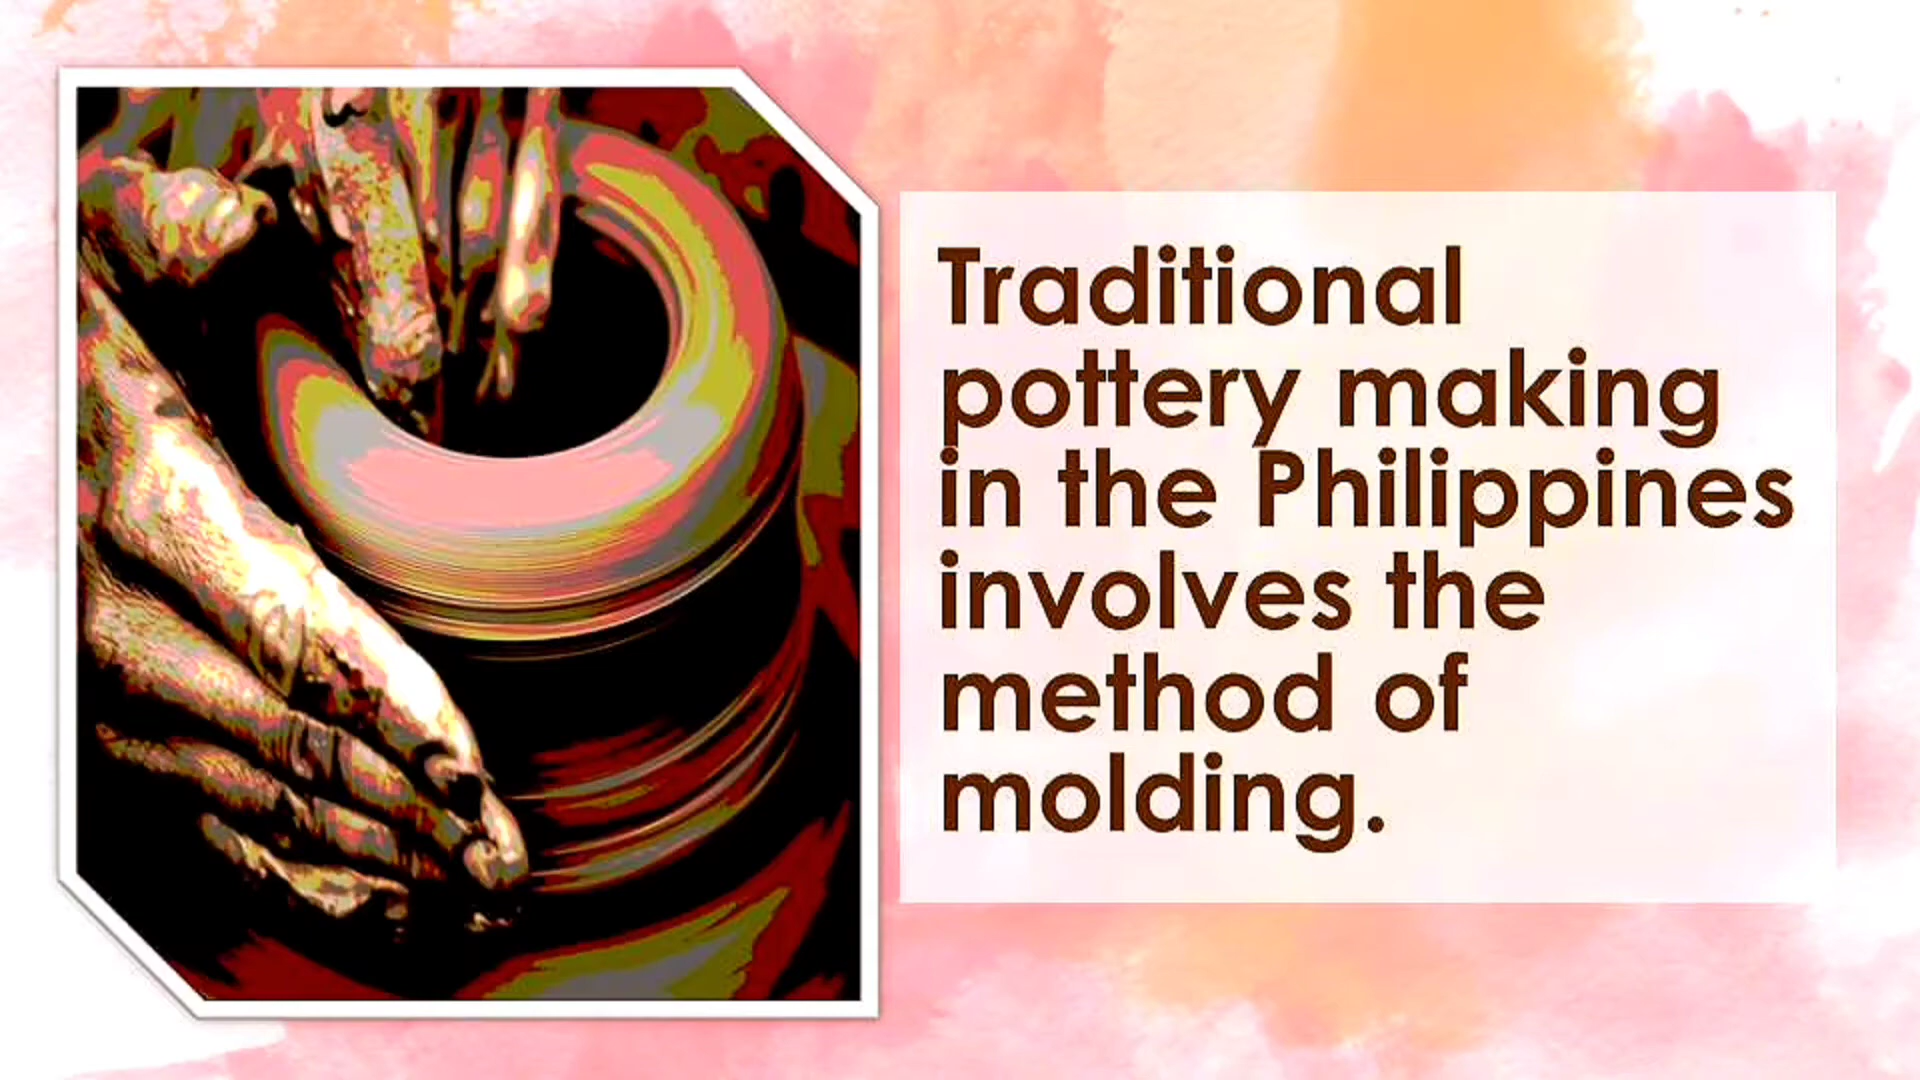 Traditional
pottery making
in the Philippines
involves the
method of
molding.